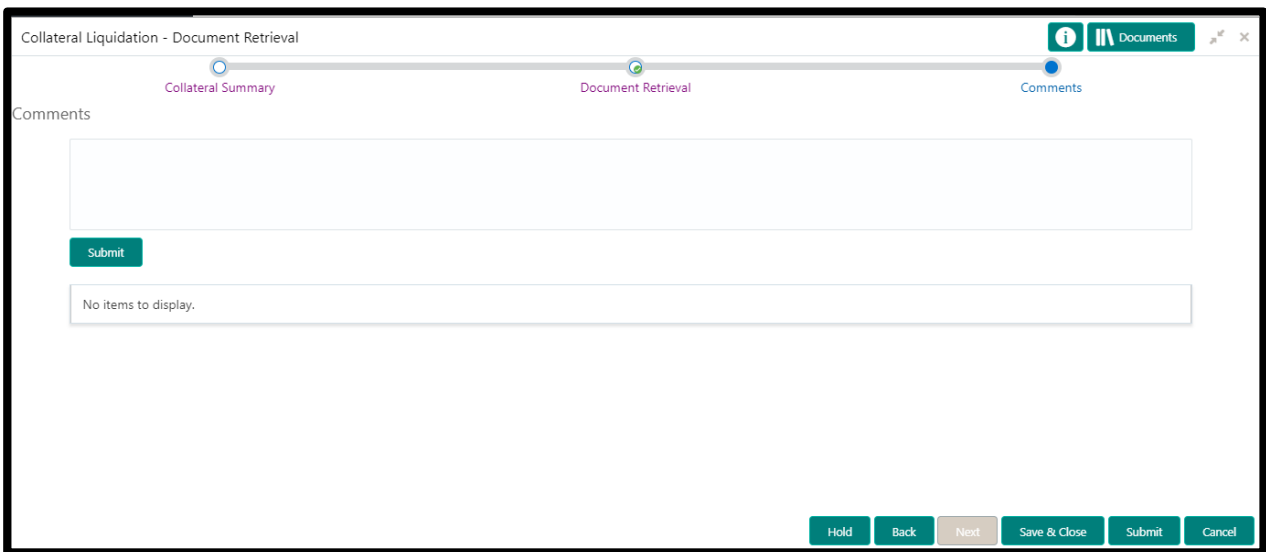 Collateral Liquidation - Document Retrieval
i Documents
Collateral Summary Document Retrieval Comments
Comments
Submit
No items to display.
Hold Back Next Save & Close Submit Cancel